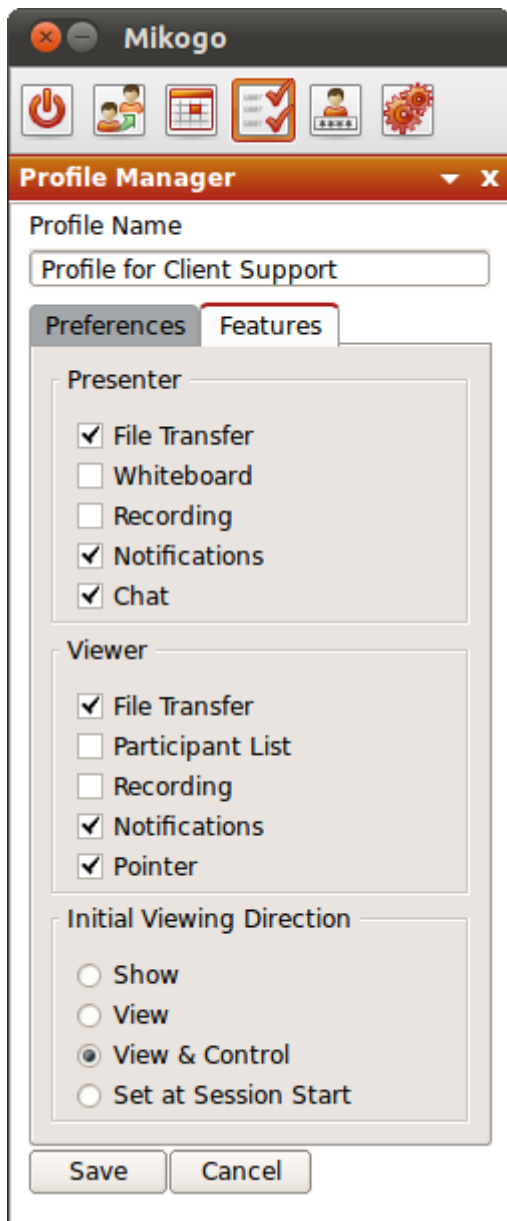 Mikogo
Profile Manager
Profile Name
Profile for Client Support
Preferences Features
Presenter
File Transfer
Whiteboard
Recording
Notifications
Chat
Viewer
File Transfer
Participant List
Recording
Notifications
Pointer
Initial Viewing Direction
Show
View
View & Control
Set at Session Start
Save Cancel